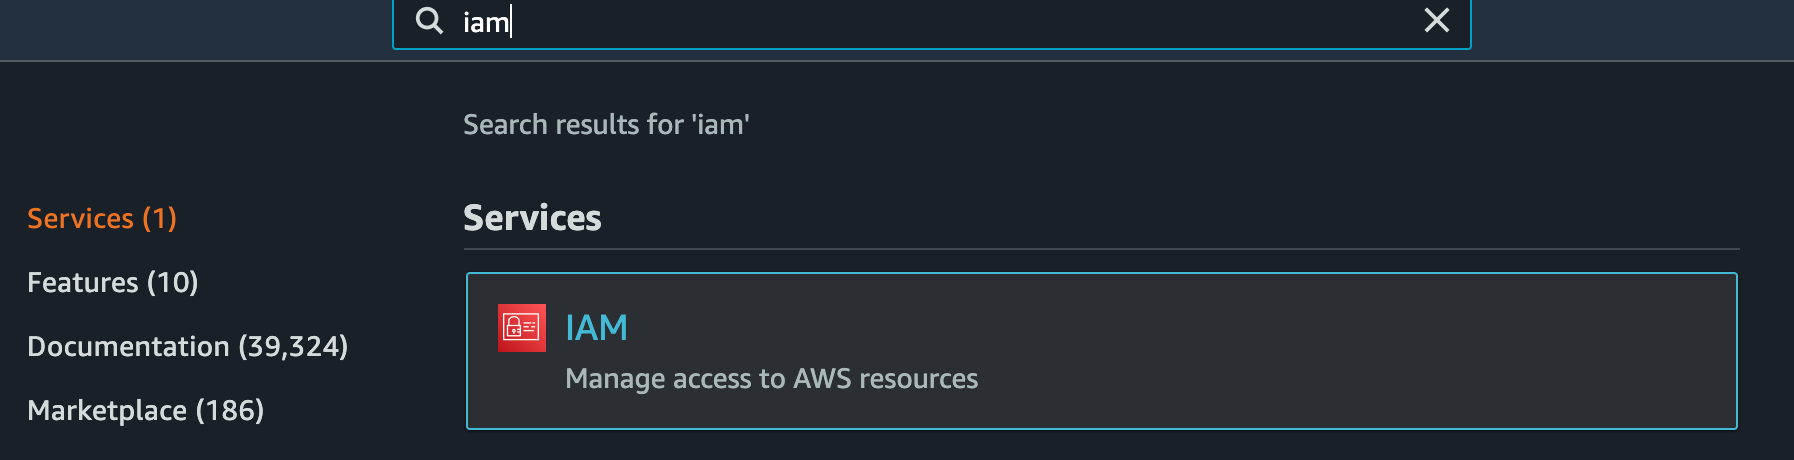 iam
Search results for 'iam'
Services (1)
Features (10)
Documentation (39,324)
Marketplace (186)
Services
IAM
Manage access to AWS resources